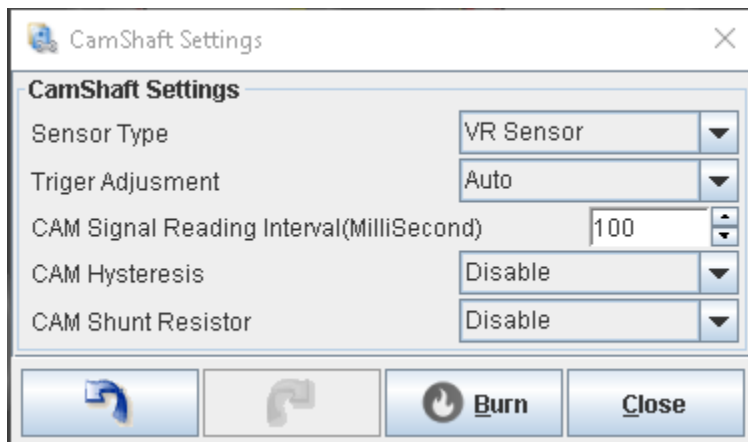 CamShaft Settings
CamShaft Settings
Sensor Type VR Sensor
Triger Adjusment Auto
CAM Signal Reading Interval(MilliSecond) 100
CAM Hysteresis Disable
CAM Shunt Resistor Disable
Burn Close